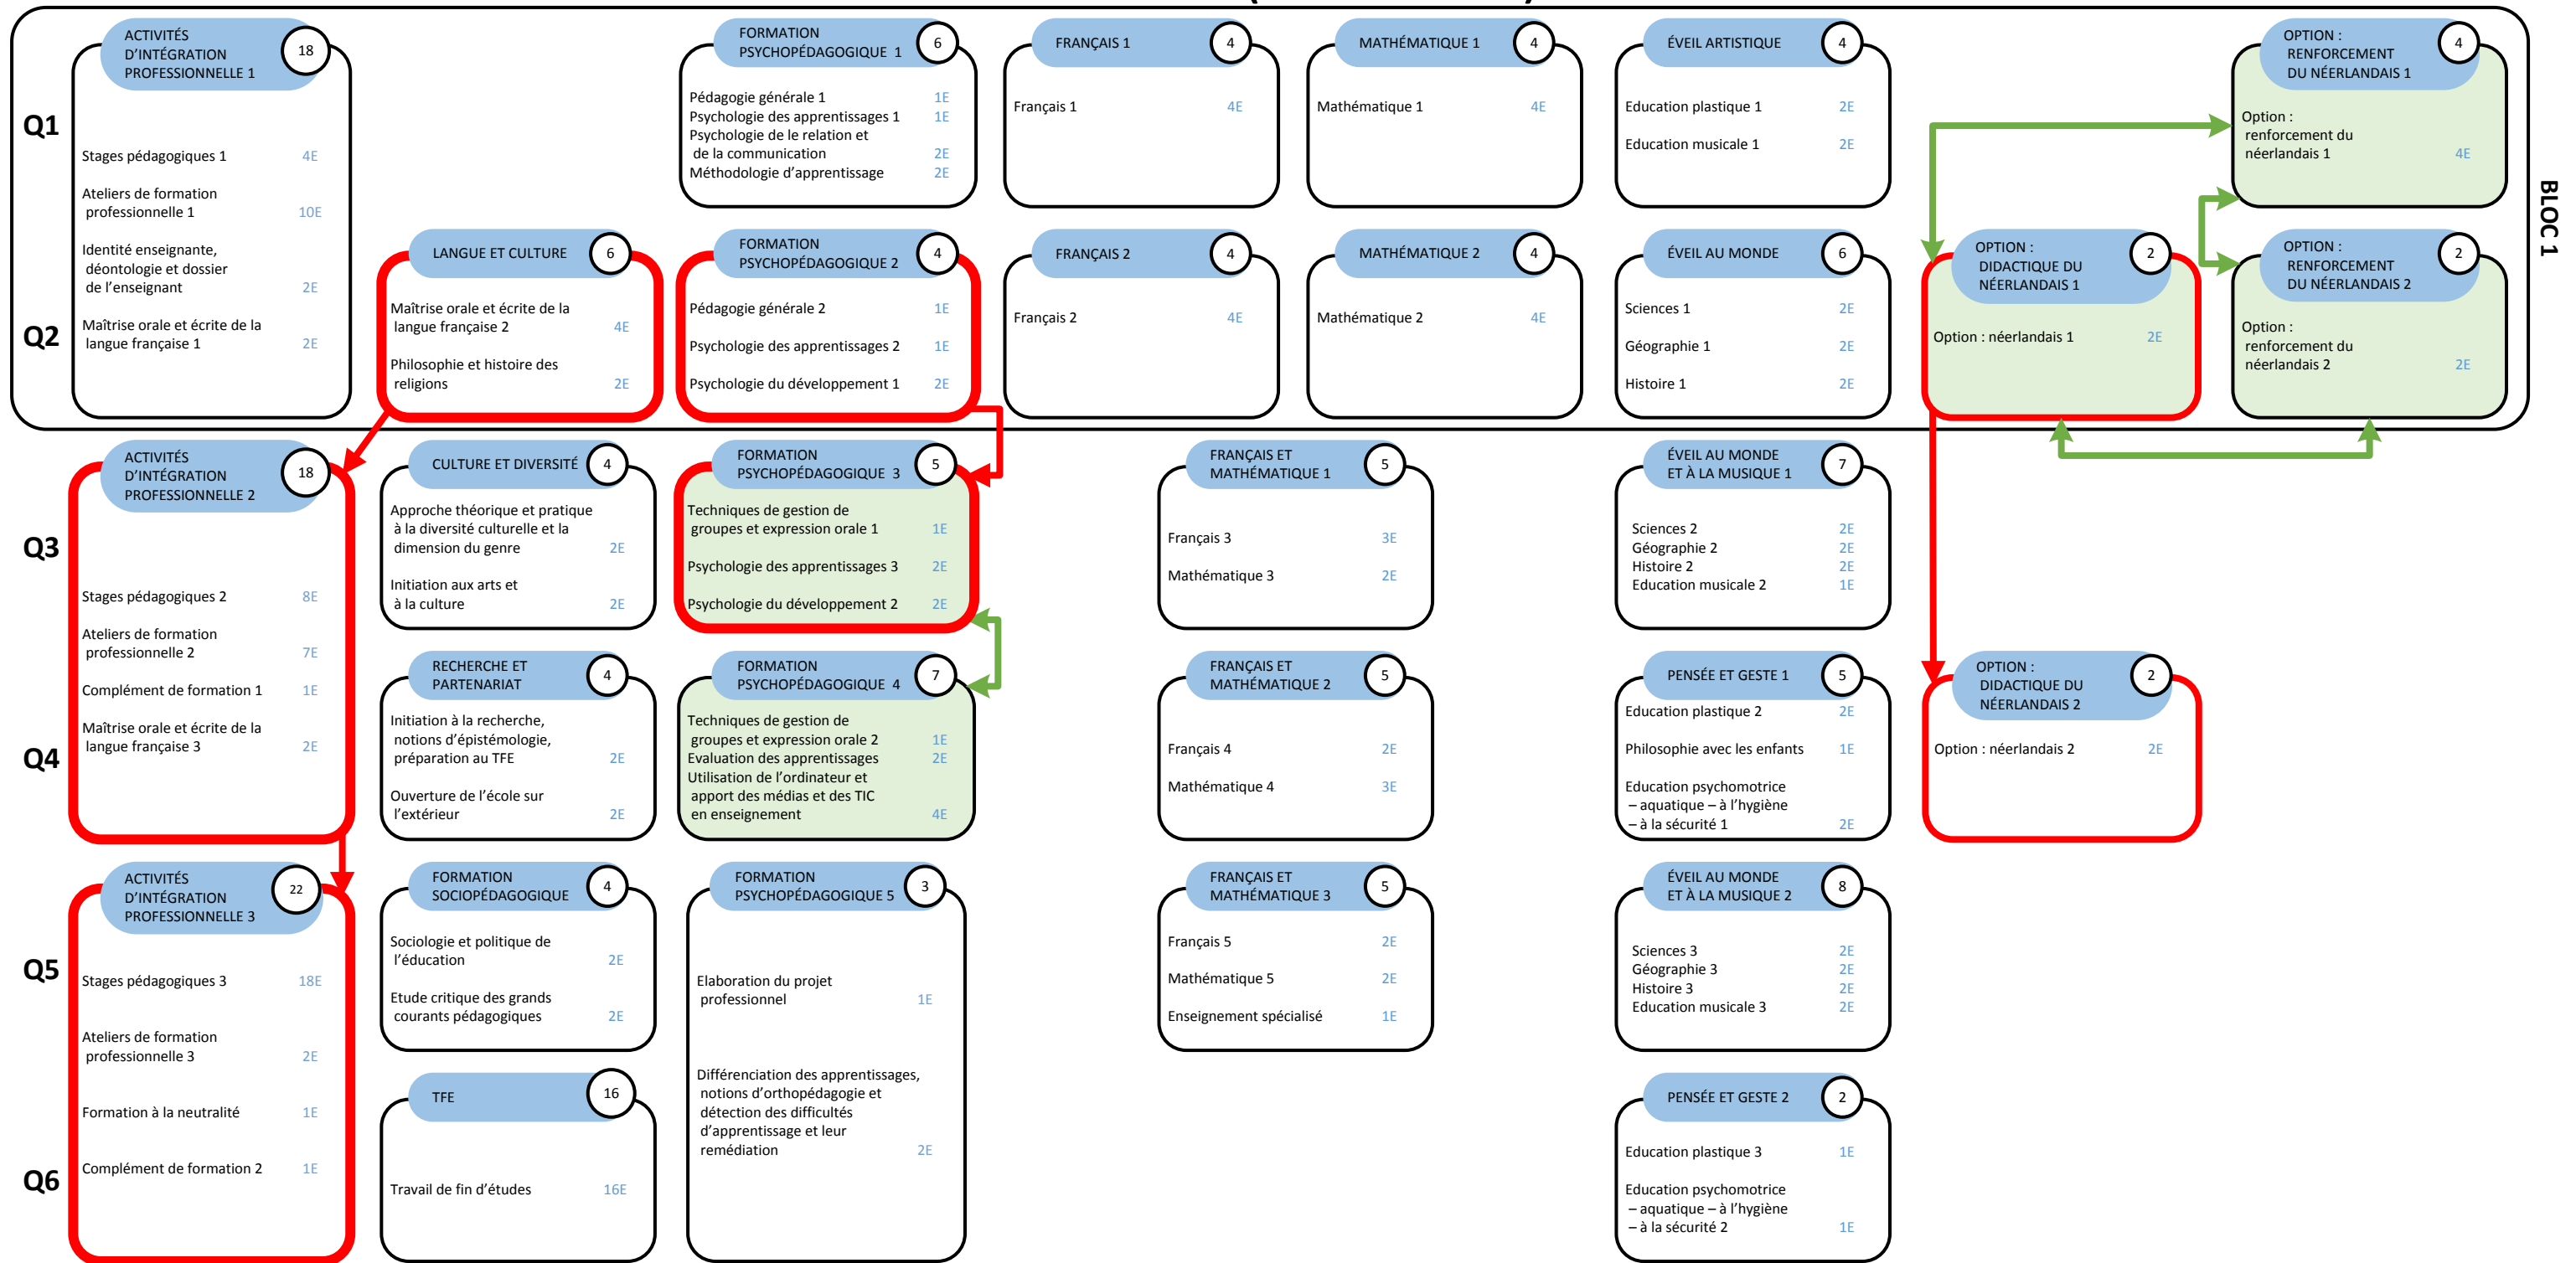 ACTIVITÉS
D'INTÉGRATION
PROFESSIONNELLE 1
18
Stages pédagogiques 1 4E
Ateliers de formation
professionnelle 1 10E
Identité enseignante,
déontologie et dossier
de l'enseignant 2E
Maîtrise orale et écrite de la
langue française 1 2E
FORMATION
PSYCHOPÉDAGOGIQUE 1
6
Pédagogie générale 1 1E
Psychologie des apprentissages 1 1E
Psychologie de le relation et
de la communication 2E
Méthodologie d'apprentissage 2E
FRANÇAIS 1
4
Français 1 4E
MATHÉMATIQUE 1
4
Mathématique 1 4E
ÉVEIL ARTISTIQUE
4
Education plastique 1 2E
Education musicale 1 2E
OPTION :
RENFORCEMENT
DU NÉERLANDAIS 1
4
Option :
renforcement du
néerlandais 1 4E
Q1
BLOC 1
LANGUE ET CULTURE
6
Maîtrise orale et écrite de la
langue française 2 4E
Philosophie et histoire des
religions 2E
FORMATION
PSYCHOPÉDAGOGIQUE 2
4
Pédagogie générale 2 1E
Psychologie des apprentissages 2 1E
Psychologie du développement 1 2E
FRANÇAIS 2
4
Français 2 4E
MATHÉMATIQUE 2
4
Mathématique 2 4E
ÉVEIL AU MONDE
6
Sciences 1 2E
Géographie 1 2E
Histoire 1 2E
OPTION :
DIDACTIQUE DU
NÉERLANDAIS 1
2
Option : néerlandais 1 2E
OPTION :
RENFORCEMENT
DU NÉERLANDAIS 2
2
Option :
renforcement du
néerlandais 2 2E
Q2
ACTIVITÉS
D'INTÉGRATION
PROFESSIONNELLE 2
18
Stages pédagogiques 2 8E
Ateliers de formation
professionnelle 2 7E
Complément de formation 1 1E
Maîtrise orale et écrite de la
langue française 3 2E
CULTURE ET DIVERSITÉ
4
Approche théorique et pratique
à la diversité culturelle et la
dimension du genre 2E
Initiation aux arts et
à la culture 2E
FORMATION
PSYCHOPÉDAGOGIQUE 3
5
Techniques de gestion de
groupes et expression orale 1 1E
Psychologie des apprentissages 3 2E
Psychologie du développement 2 2E
FRANÇAIS ET
MATHÉMATIQUE 1
5
Français 3 3E
Mathématique 3 2E
ÉVEIL AU MONDE
ET À LA MUSIQUE 1
7
Sciences 2 2E
Géographie 2 2E
Histoire 2 2E
Education musicale 2 1E
Q3
RECHERCHE ET
PARTENARIAT
4
Initiation à la recherche,
notions d'épistémologie,
préparation au TFE 2E
Ouverture de l'école sur
l'extérieur 2E
FORMATION
PSYCHOPÉDAGOGIQUE 4
7
Techniques de gestion de
groupes et expression orale 2 1E
Evaluation des apprentissages 2E
Utilisation de l'ordinateur et
apport des médias et des TIC
en enseignement 4E
FRANÇAIS ET
MATHÉMATIQUE 2
5
Français 4 2E
Mathématique 4 3E
PENSÉE ET GESTE 1
5
Education plastique 2 2E
Philosophie avec les enfants 1E
Education psychomotrice
– aquatique – à l'hygiène
– à la sécurité 1 2E
OPTION :
DIDACTIQUE DU
NÉERLANDAIS 2
2
Option : néerlandais 2 2E
Q4
ACTIVITÉS
D'INTÉGRATION
PROFESSIONNELLE 3
22
Stages pédagogiques 3 18E
Ateliers de formation
professionnelle 3 2E
Formation à la neutralité 1E
Complément de formation 2 1E
FORMATION
SOCIOPÉDAGOGIQUE
4
Sociologie et politique de
l'éducation 2E
Etude critique des grands
courants pédagogiques 2E
FORMATION
PSYCHOPÉDAGOGIQUE 5
3
Elaboration du projet
professionnel 1E
Différenciation des apprentissages,
notions d'orthopédagogie et
détection des difficultés
d'apprentissage et leur
remédiation 2E
FRANÇAIS ET
MATHÉMATIQUE 3
5
Français 5 2E
Mathématique 5 2E
Enseignement spécialisé 1E
ÉVEIL AU MONDE
ET À LA MUSIQUE 2
8
Sciences 3 2E
Géographie 3 2E
Histoire 3 2E
Education musicale 3 2E
Q5
TFE
16
Travail de fin d'études 16E
PENSÉE ET GESTE 2
2
Education plastique 3 1E
Education psychomotrice
– aquatique – à l'hygiène
– à la sécurité 2 1E
Q6